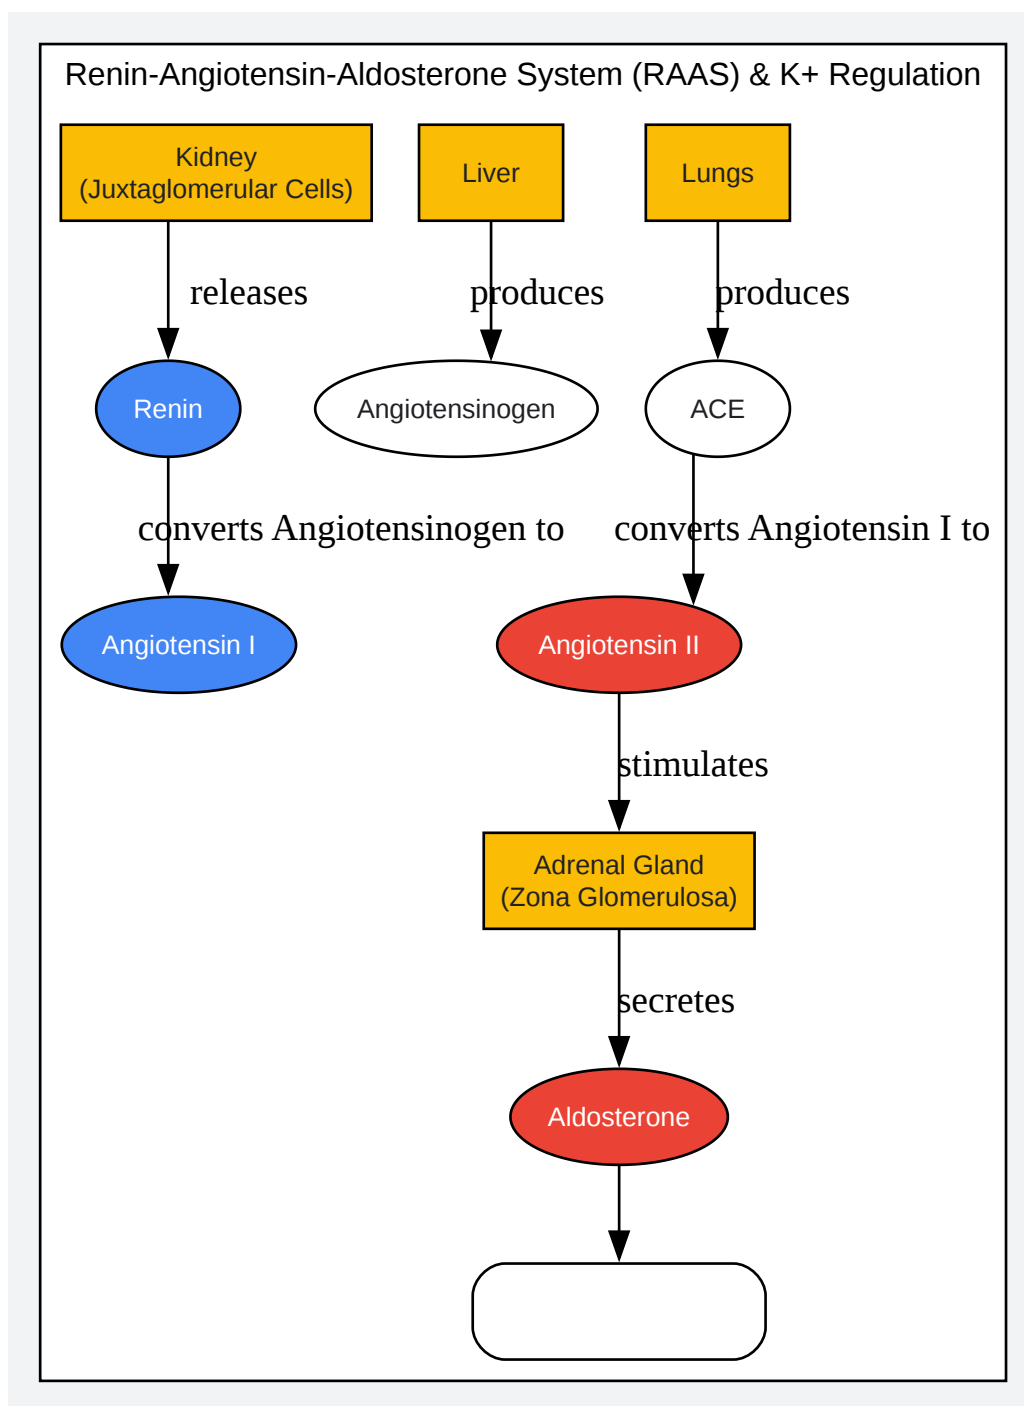 Renin-Angiotensin-Aldosterone System (RAAS) & K+ Regulation
Kidney
(Juxtaglomerular Cells)
Liver
Lungs
releases
produces
produces
Renin
Angiotensinogen
ACE
converts Angiotensinogen to
converts Angiotensin I to
Angiotensin I
Angiotensin II
stimulates
Adrenal Gland
(Zona Glomerulosa)
secretes
Aldosterone